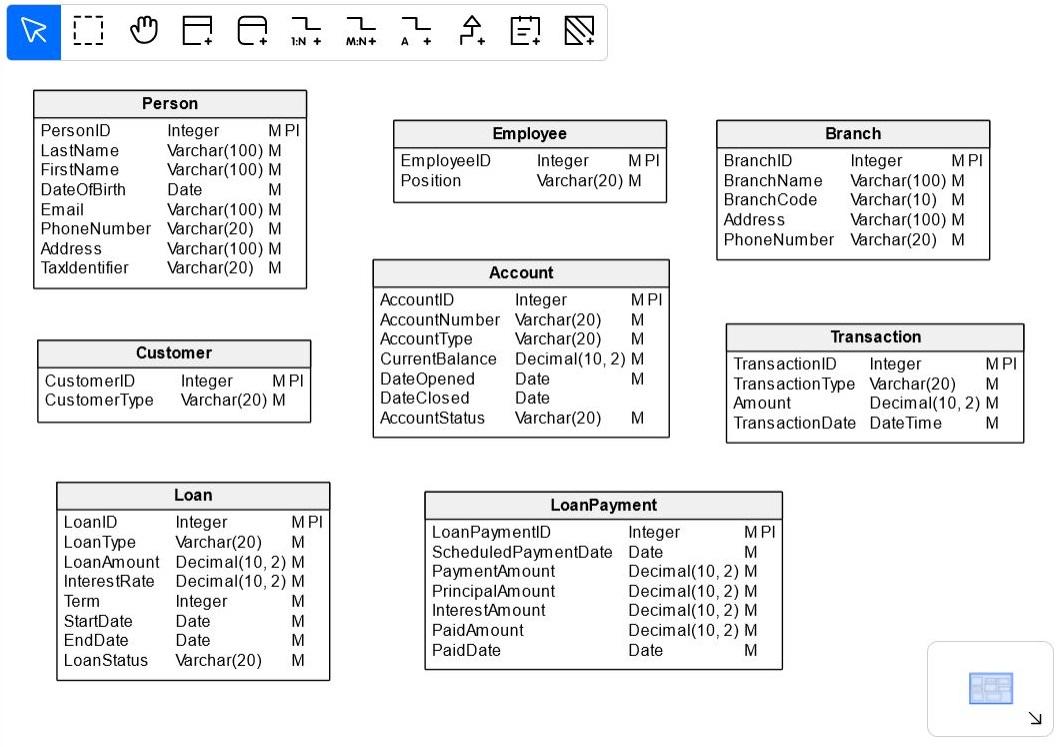 1:N
M:N
A
Person
PersonID Integer M PI
LastName Varchar(100) M
FirstName Varchar(100) M
DateOfBirth Date M
Email Varchar(100) M
PhoneNumber Varchar(20) M
Address Varchar(100) M
TaxIdentifier Varchar(20) M
Employee
EmployeeID Integer M PI
Position Varchar(20) M
Branch
BranchID Integer M PI
BranchName Varchar(100) M
BranchCode Varchar(10) M
Address Varchar(100) M
PhoneNumber Varchar(20) M
Account
AccountID Integer M PI
AccountNumber Varchar(20) M
AccountType Varchar(20) M
CurrentBalance Decimal(10, 2) M
DateOpened Date M
DateClosed Date
AccountStatus Varchar(20) M
Customer
CustomerID Integer M PI
CustomerType Varchar(20) M
Transaction
TransactionID Integer M PI
TransactionType Varchar(20) M
Amount Decimal(10, 2) M
TransactionDate DateTime M
Loan
LoanID Integer M PI
LoanType Varchar(20) M
LoanAmount Decimal(10, 2) M
InterestRate Decimal(10, 2) M
Term Integer M
StartDate Date M
EndDate Date M
LoanStatus Varchar(20) M
LoanPayment
LoanPaymentID Integer M PI
ScheduledPaymentDate Date M
PaymentAmount Decimal(10, 2) M
PrincipalAmount Decimal(10, 2) M
InterestAmount Decimal(10, 2) M
PaidAmount Decimal(10, 2) M
PaidDate Date M